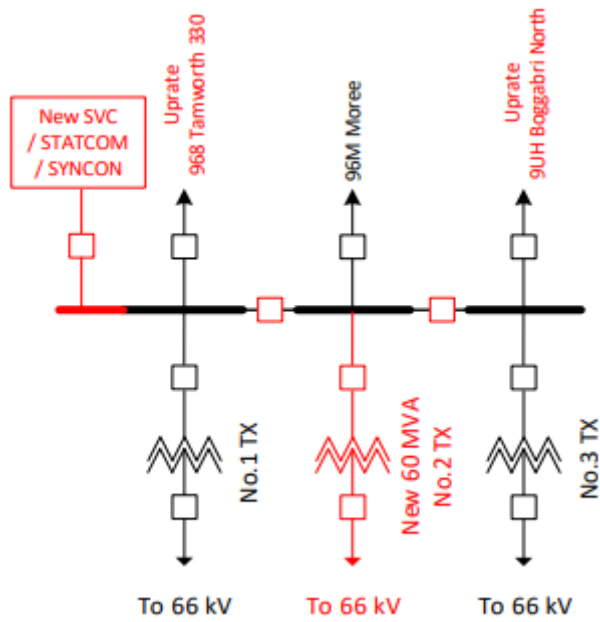 New SVC
/ STATCOM
/ SYNCON
Uprate
968 Tamworth 330
96M Moree
Uprate
9UH Boggabri North
No.1 TX
New 60 MVA
No.2 TX
No.3 TX
To 66 kV
To 66 kV
To 66 kV